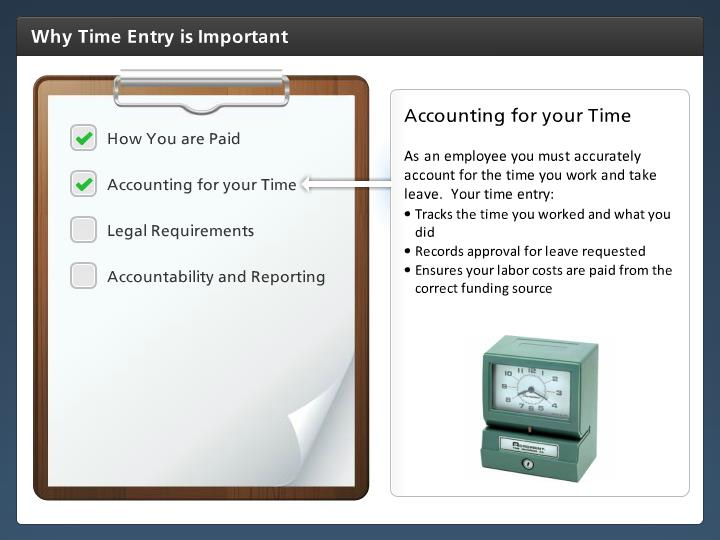 Why Time Entry is Important
How You are Paid
Accounting for your Time
Legal Requirements
Accountability and Reporting
Accounting for your Time
As an employee you must accurately
account for the time you work and take
leave.  Your time entry:
• Tracks the time you worked and what you
did
• Records approval for leave requested
• Ensures your labor costs are paid from the
correct funding source